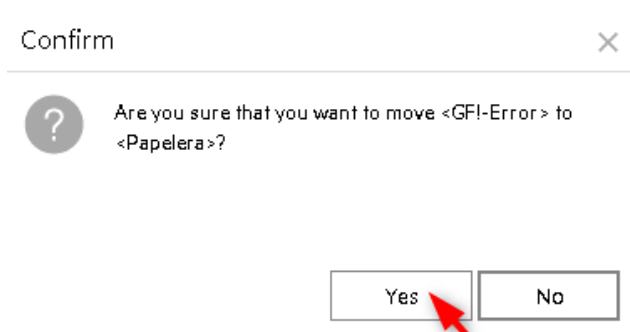 Confirm
Are you sure that you want to move <GF!-Error> to
<Papelera>?
Yes
No